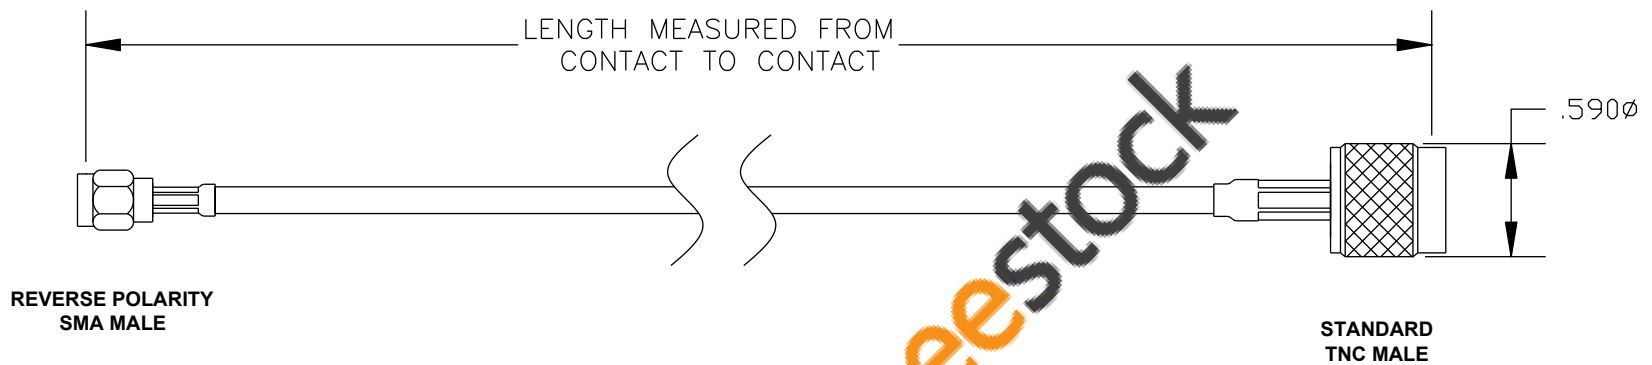 LENGTH MEASURED FROM
CONTACT TO CONTACT
.590ø
REVERSE POLARITY
SMA MALE
STANDARD
TNC MALE
eestock